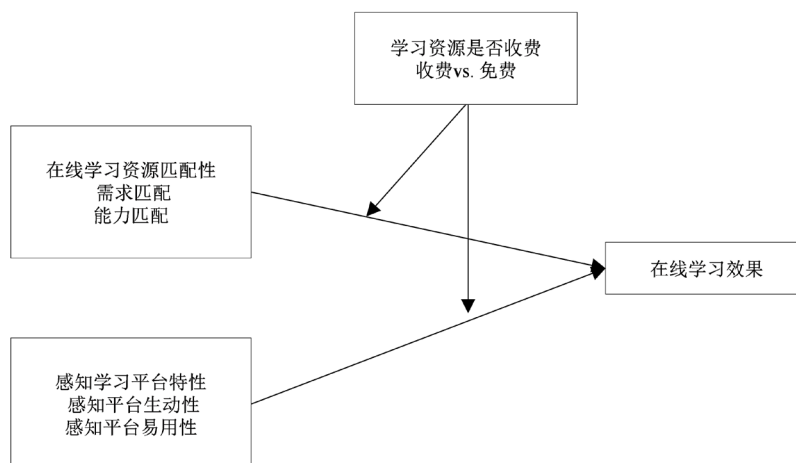 学习资源是否收费
收费vs. 免费
在线学习资源匹配性
需求匹配
能力匹配
在线学习效果
感知学习平台特性
感知平台生动性
感知平台易用性